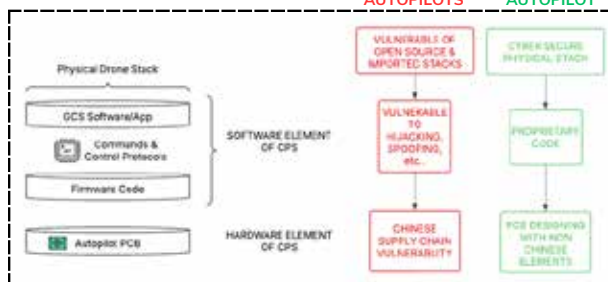 AUTOPILOTS
AUTOPILOT
Physical Drone Stack
GCS Software/App
Commands &
Control Protocols
Firmware Code
Autopilot PCB
SOFTWARE ELEMENT
OF CPS
HARDWARE ELEMENT
OF CPS
VULNERABLE OF
OPEN SOURCE &
IMPORTED STACKS
VULNERABLE
TO
HIJACKING,
SPOOFING,
etc..
CHINESE
SUPPLY CHAIN
VULNERABILITY
CYBER SECURE
PHYSICAL STACK
PROPRIETARY
CODE
PCB DESIGNING
WITH NON
CHINESE
ELEMENTS